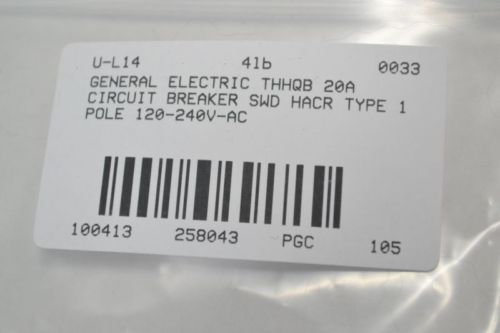 U-L14 4lb 0033
GENERAL ELECTRIC THHQB 20A
CIRCUIT BREAKER SWD HACR TYPE 1
POLE 120-240V-AC
100413 258043 PGC 105